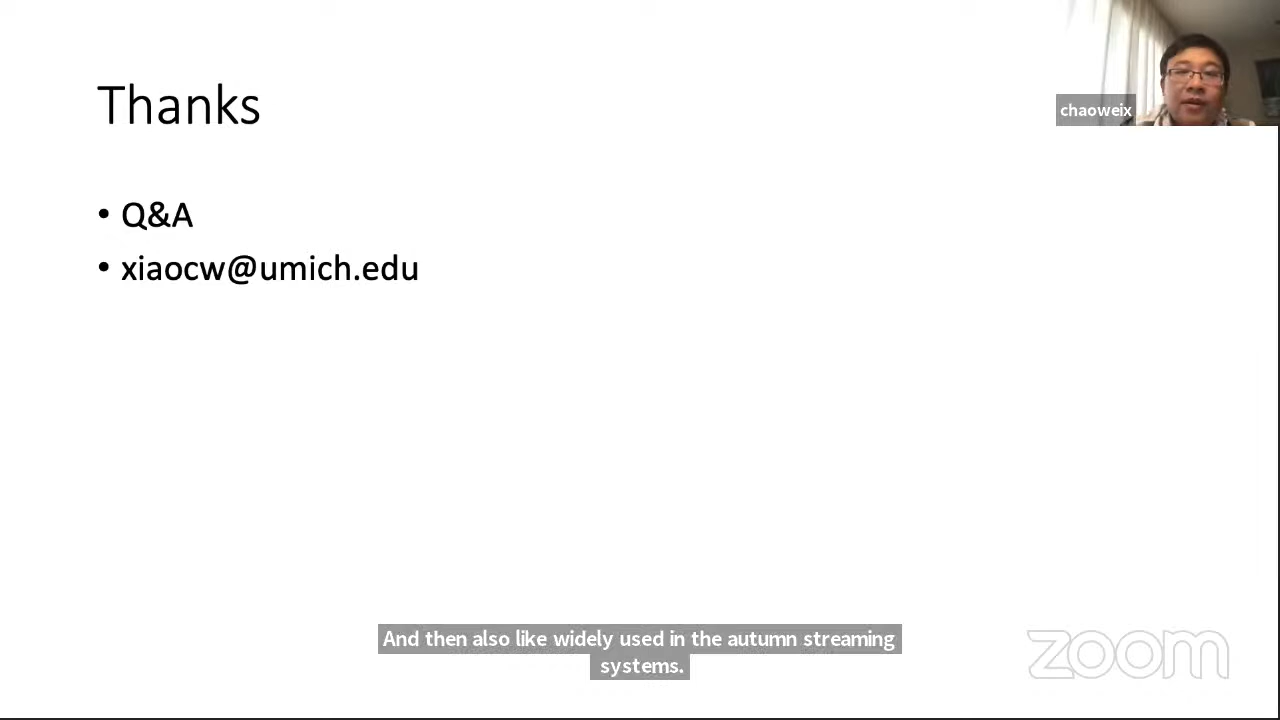 Thanks
chaoweix
• Q&A
• xiaocw@umich.edu
And then also like widely used in the autumn streaming
systems.
zoom